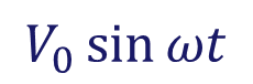 V₀ sin ωt